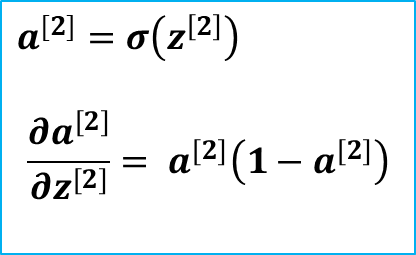 a^[2] = σ(z^[2])
∂a^[2]/∂z^[2] = a^[2](1 − a^[2])